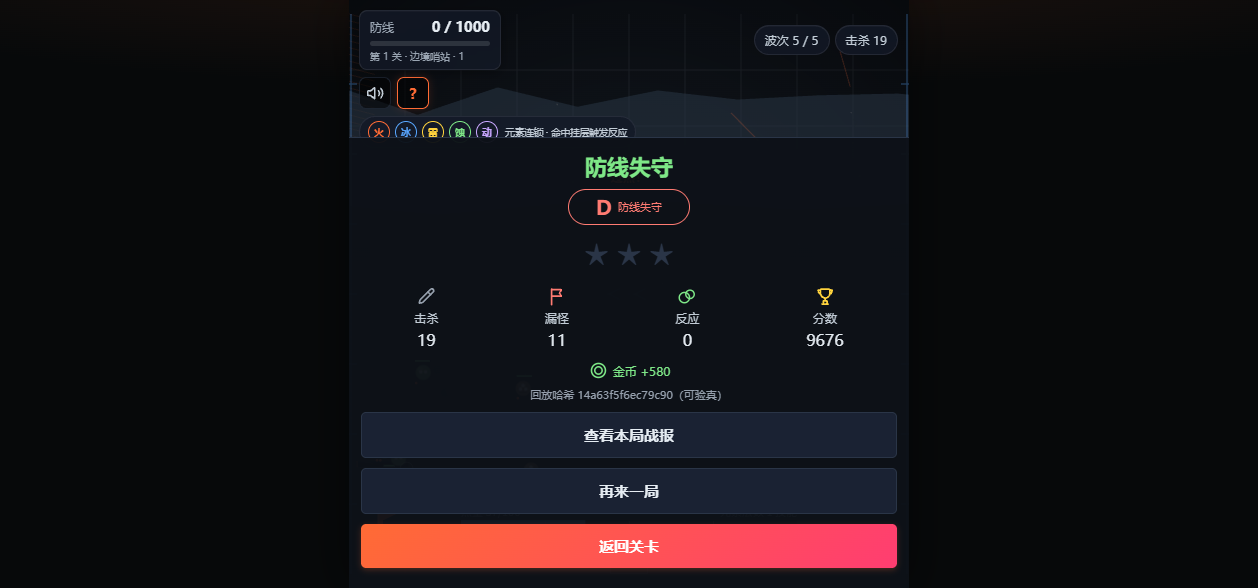 防线 0 / 1000
第 1 关 · 边境哨站 · 1
波次 5 / 5
击杀 19
?
火 冰 雷 蚀 动 元素连锁 · 命中挂层触发反应
防线失守
D 防线失守
击杀 漏怪 反应 分数
19 11 0 9676
金币 +580
回放哈希 14a63f5f6ec79c90（可验真）
查看本局战报
再来一局
返回关卡